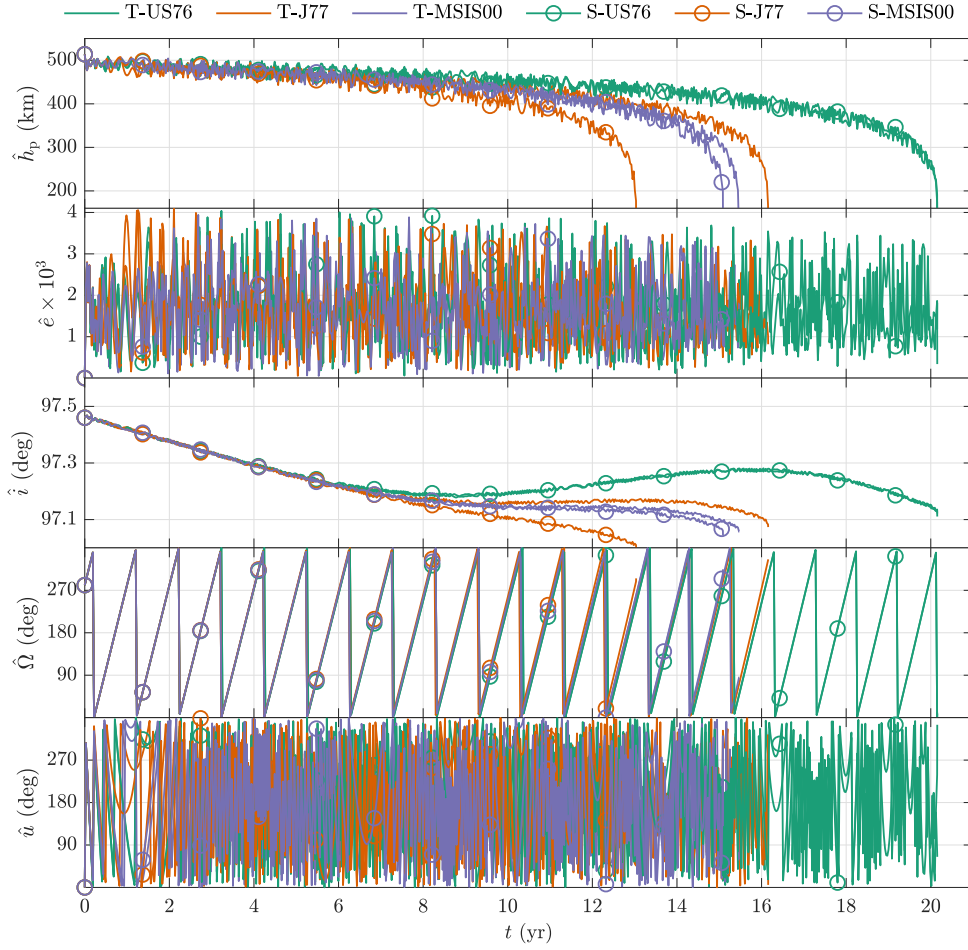 T-US76 T-J77 T-MSIS00 S-US76 S-J77 S-MSIS00
500
400
300
200
ĥp (km)
4
3
2
1
ê × 10³
97.5
97.3
97.1
î (deg)
270
180
90
Ω̂ (deg)
270
180
90
û (deg)
0 2 4 6 8 10 12 14 16 18 20
t (yr)